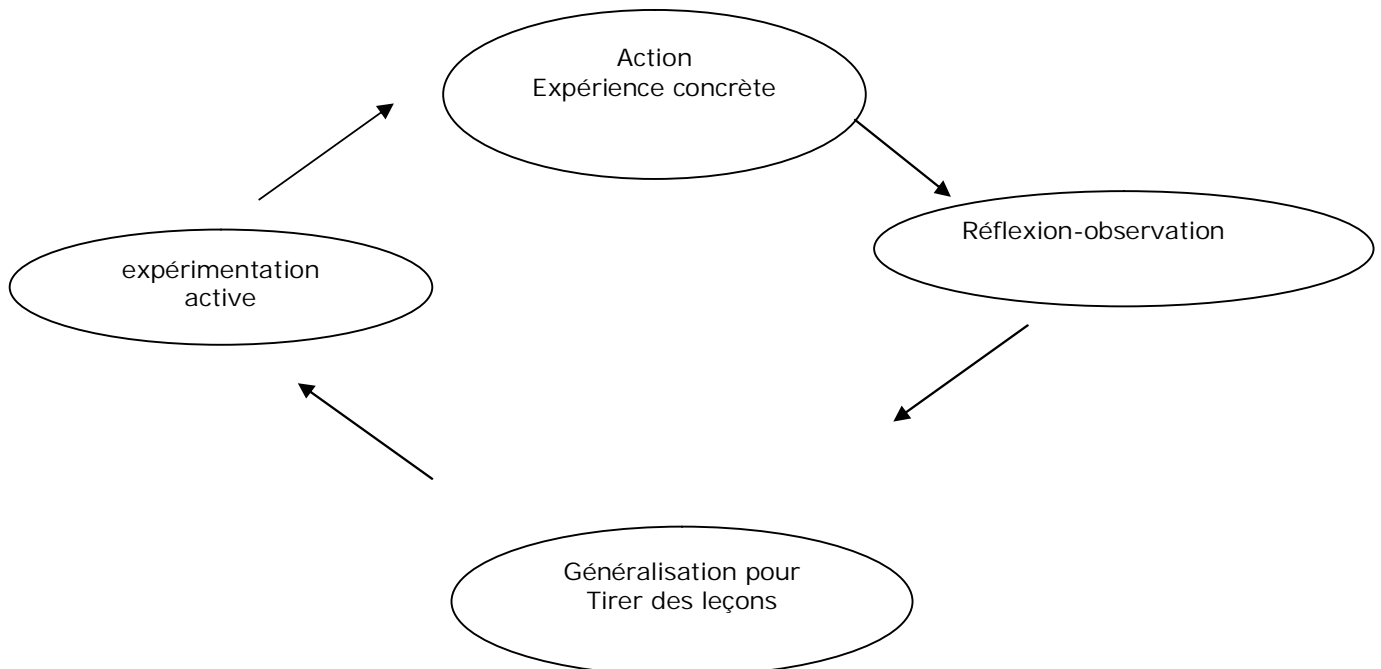 Action
Expérience concrète
Réflexion-observation
expérimentation
active
Généralisation pour
Tirer des leçons